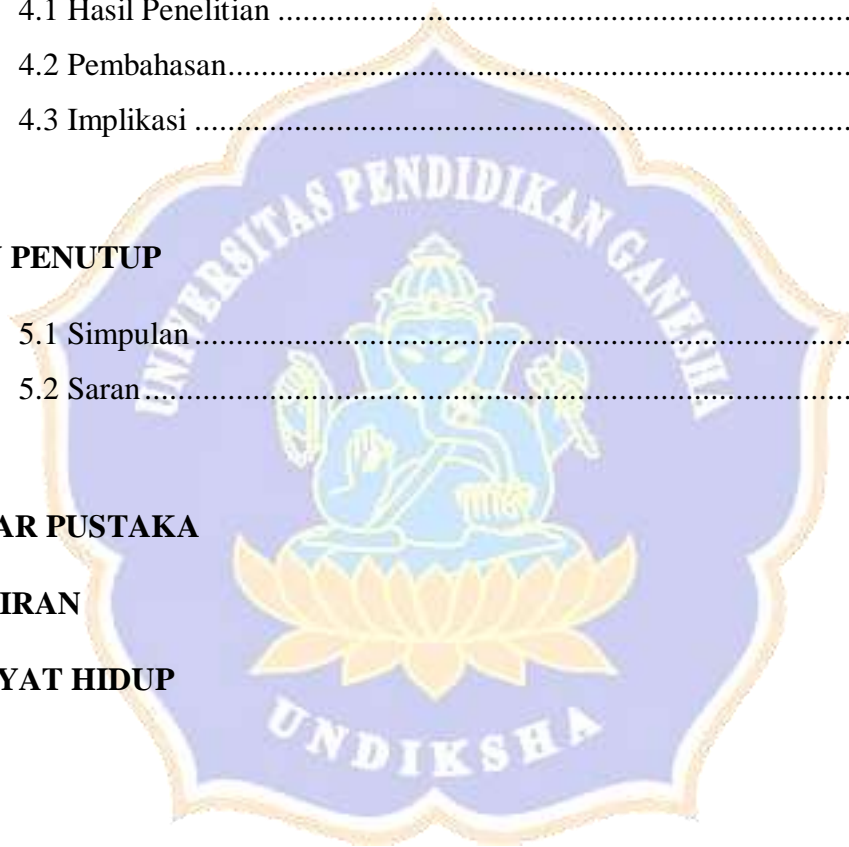 4.1 Hasil Penelitian ......................................................................................
4.2 Pembahasan.............................................................................................
4.3 Implikasi ..................................................................................................
PENUTUP
5.1 Simpulan..................................................................................................
5.2 Saran........................................................................................................
AR PUSTAKA
IRAN
YAT HIDUP
UNIVERSITAS PENDIDIKAN GANESHA
UNDIKSHA